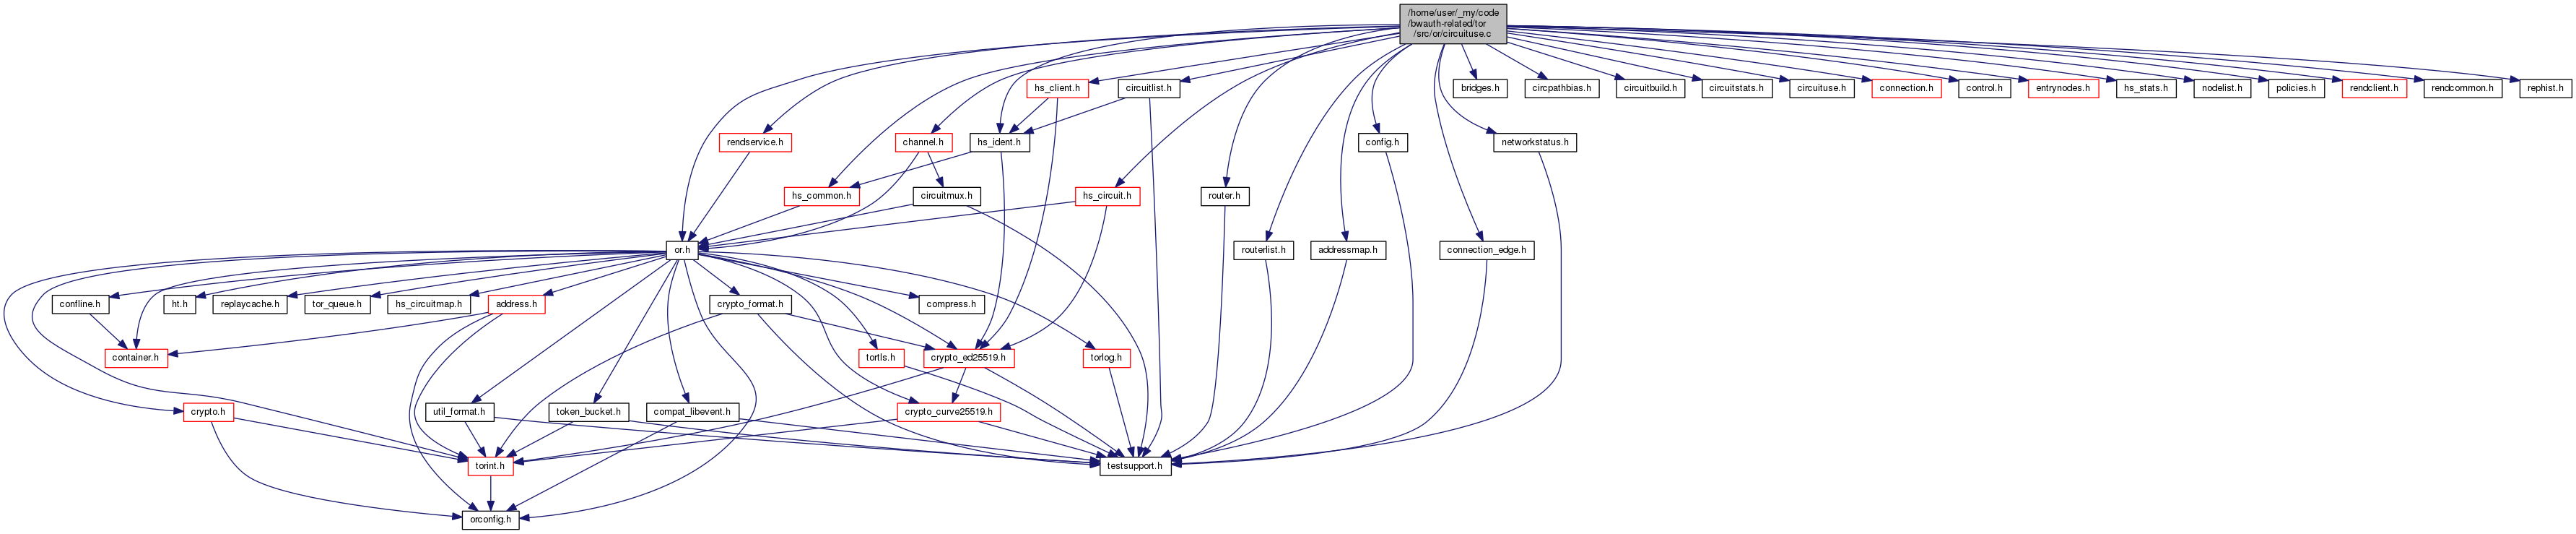 /home/user/_my/code
/bwauth-related/tor
/src/or/circuituse.c
hs_client.h
circuitlist.h
bridges.h
circpathbias.h
circuitbuild.h
circuitstats.h
circuituse.h
connection.h
control.h
entrynodes.h
hs_stats.h
nodelist.h
policies.h
rendclient.h
rendcommon.h
rephist.h
rendservice.h
channel.h
hs_ident.h
config.h
networkstatus.h
hs_common.h
circuitmux.h
hs_circuit.h
router.h
or.h
routerlist.h
addressmap.h
connection_edge.h
confline.h
ht.h
replaycache.h
tor_queue.h
hs_circuitmap.h
address.h
crypto_format.h
compress.h
container.h
tortls.h
crypto_ed25519.h
torlog.h
crypto.h
util_format.h
token_bucket.h
compat_libevent.h
crypto_curve25519.h
torint.h
testsupport.h
orconfig.h